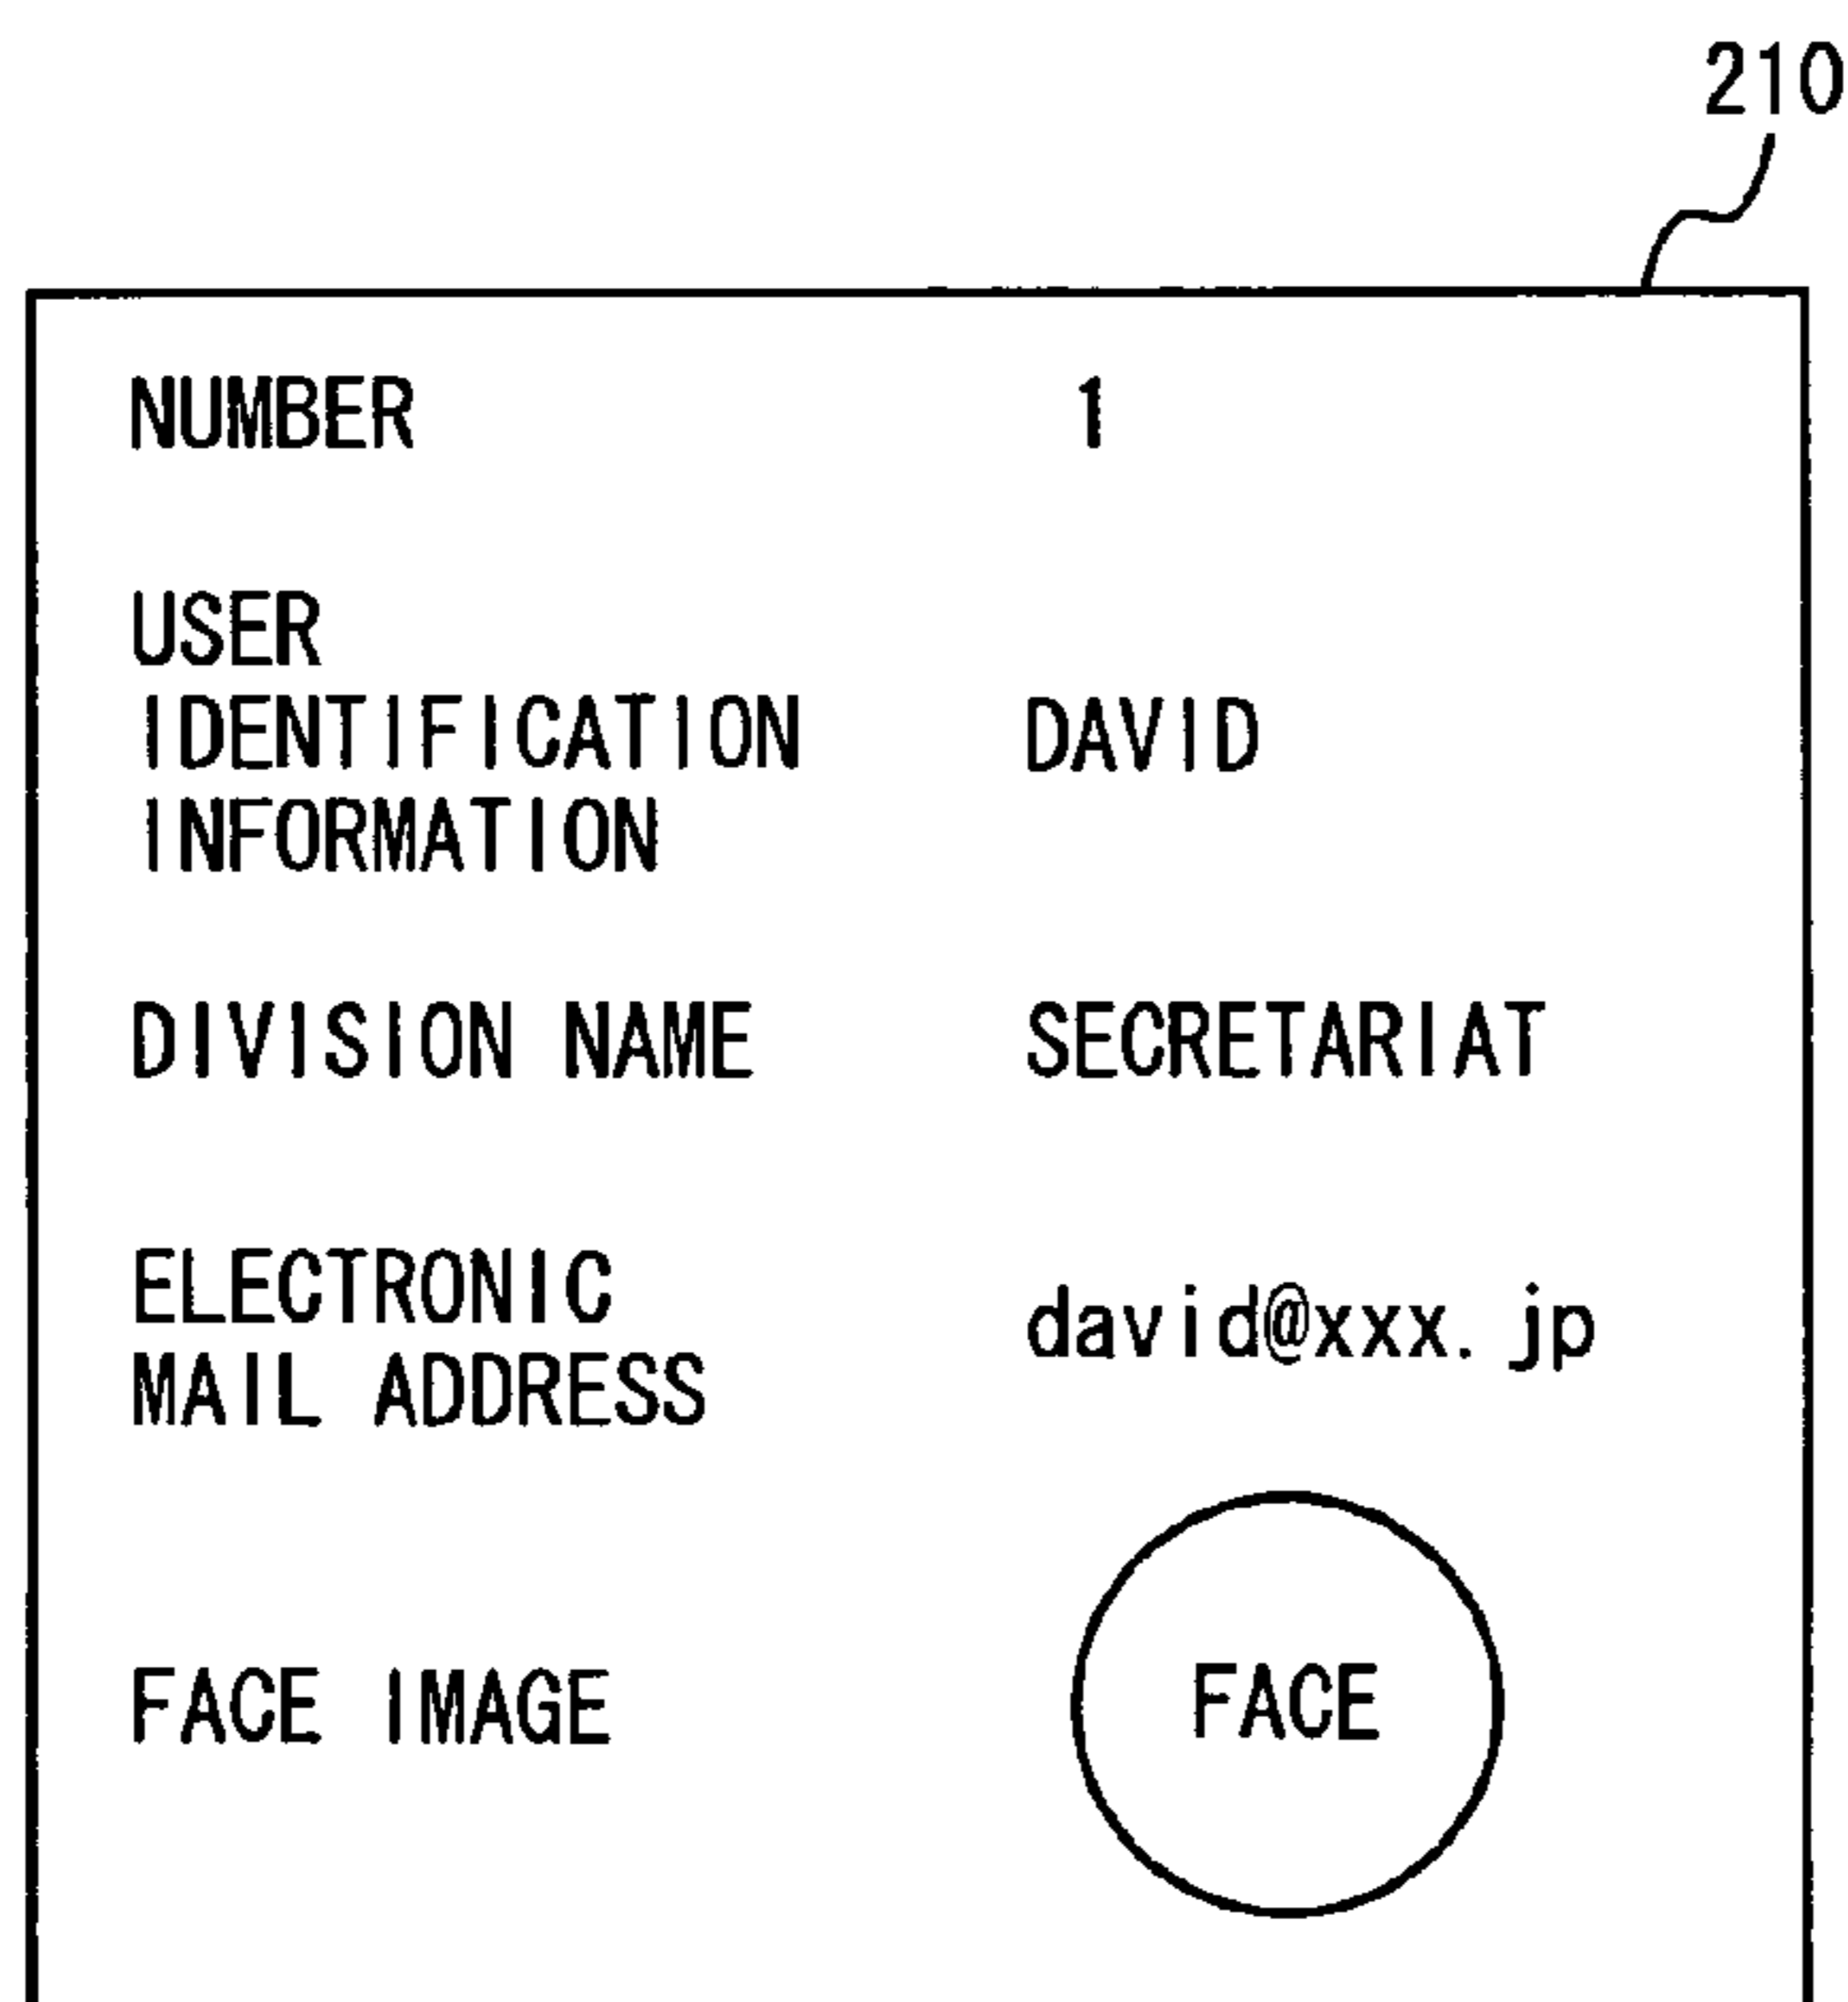 210
NUMBER 1
USER
IDENTIFICATION DAVID
INFORMATION
DIVISION NAME SECRETARIAT
ELECTRONIC
david@xxx.jp
MAIL ADDRESS
FACE IMAGE FACE